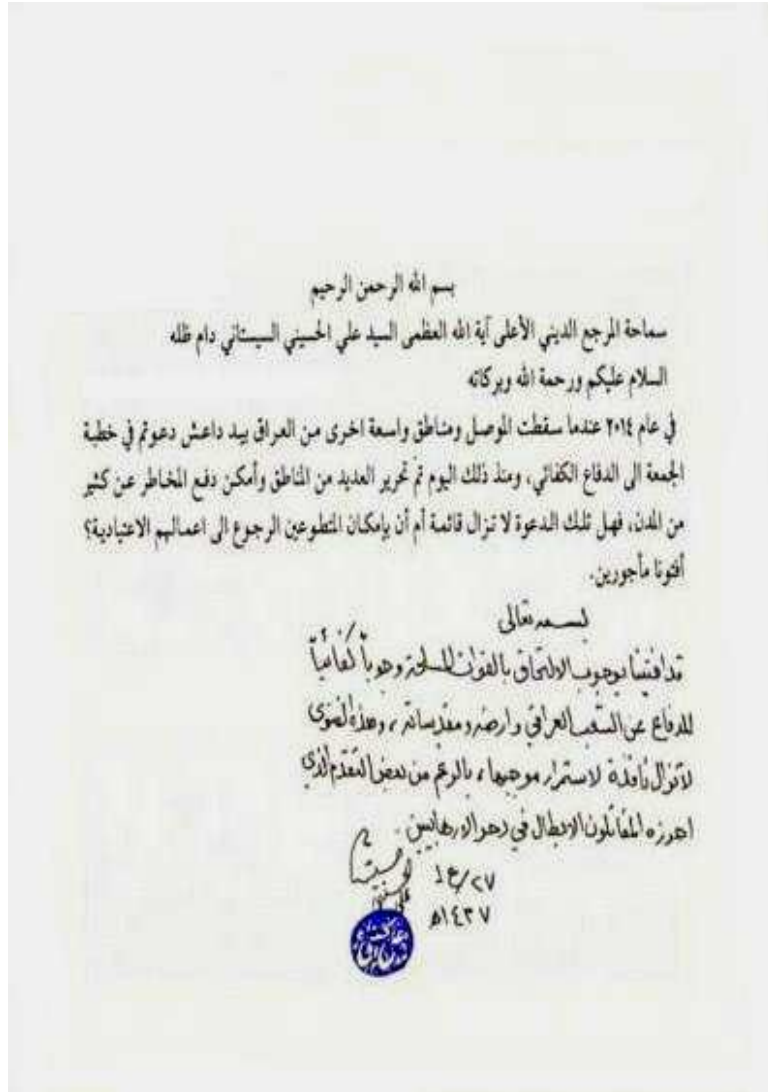 بسم الله الرحمن الرحيم
سماحة المرجع الديني الأعلى آية الله العظمى السيد علي الحسيني السيستاني دام ظله
السلام عليكم ورحمة الله وبركاته
في عام ٢٠١٤ عندما سقطت الموصل ومناطق واسعة اخرى من العراق بيد داعش دعوتم في خطبة
الجمعة الى الدفاع الكفائي، ومنذ ذلك اليوم تمّ تحرير العديد من المناطق وأمكن دفع المخاطر عن كثير
من المدن، فهل تلك الدعوة لا تزال قائمة أم أن بإمكان المتطوعين الرجوع الى اعمالهم الاعتيادية؟
أفتونا مأجورين.
بسمه تعالى
قد افتينا بوجوب الالتحاق بالقوات المسلحة وجوباً كفائياً
للدفاع عن الشعب العراقي وارضه ومقدساته، وهذه الفتوى
لا تزال نافذة لاستمرار موجبها، بالرغم من بعض التقدم الذي
احرزه المقاتلون الابطال في دحر الارهابيين.
٢٧/ع١
١٤٣٧هـ